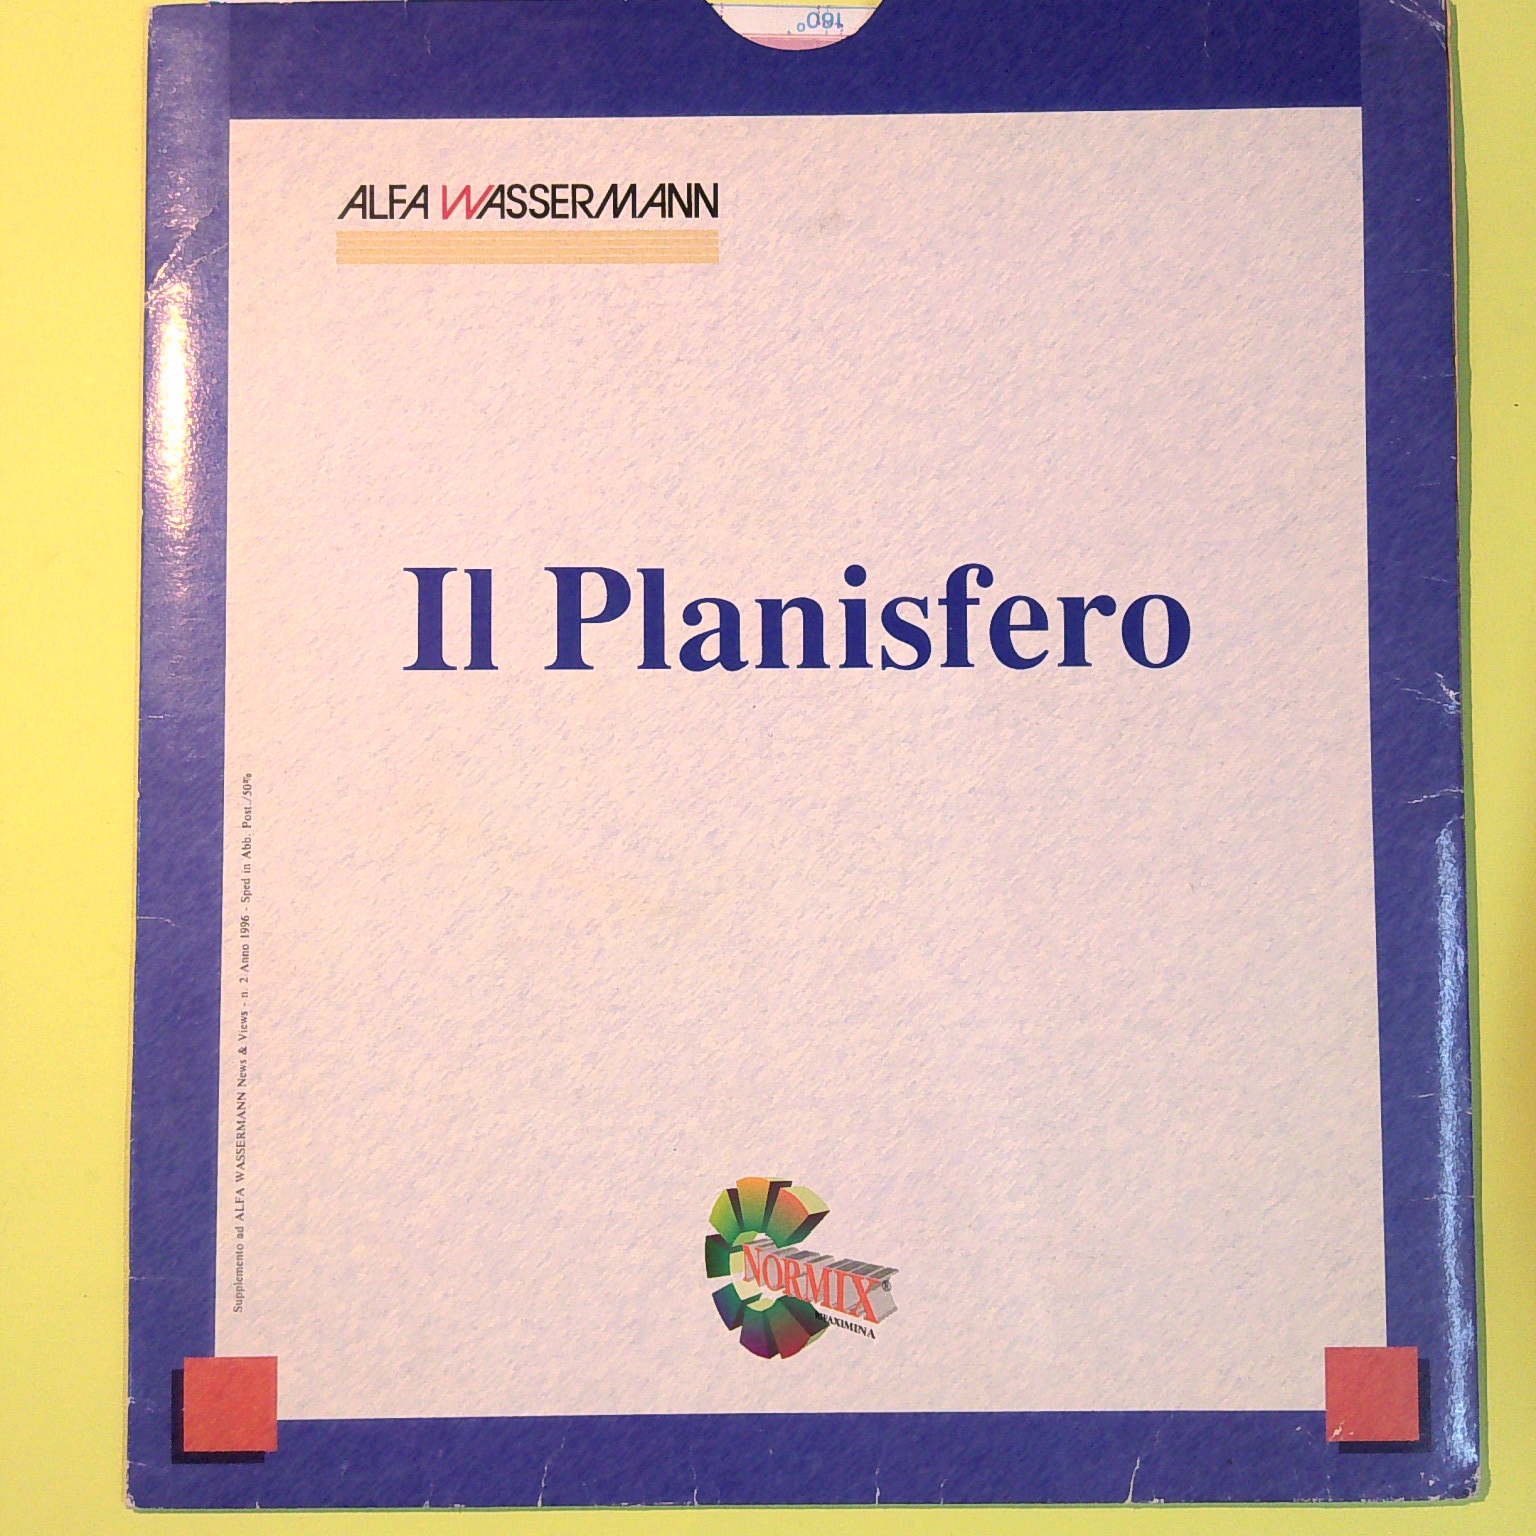 180°
ALFA WASSERMANN
Il Planisfero
Supplemento ad ALFA WASSERMANN News & Views - n. 2 Anno 1996 - Sped in Abb. Post./50%
NORMIX®
RIFAXIMINA